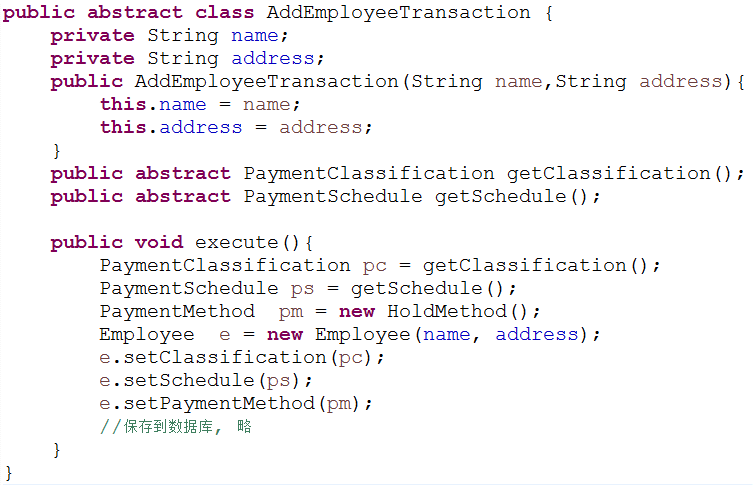 public abstract class AddEmployeeTransaction {
private String name;
private String address;
public AddEmployeeTransaction(String name,String address){
this.name = name;
this.address = address;
}
public abstract PaymentClassification getClassification();
public abstract PaymentSchedule getSchedule();
public void execute(){
PaymentClassification pc = getClassification();
PaymentSchedule ps = getSchedule();
PaymentMethod  pm = new HoldMethod();
Employee  e = new Employee(name, address);
e.setClassification(pc);
e.setSchedule(ps);
e.setPaymentMethod(pm);
//保存到数据库, 略
}
}